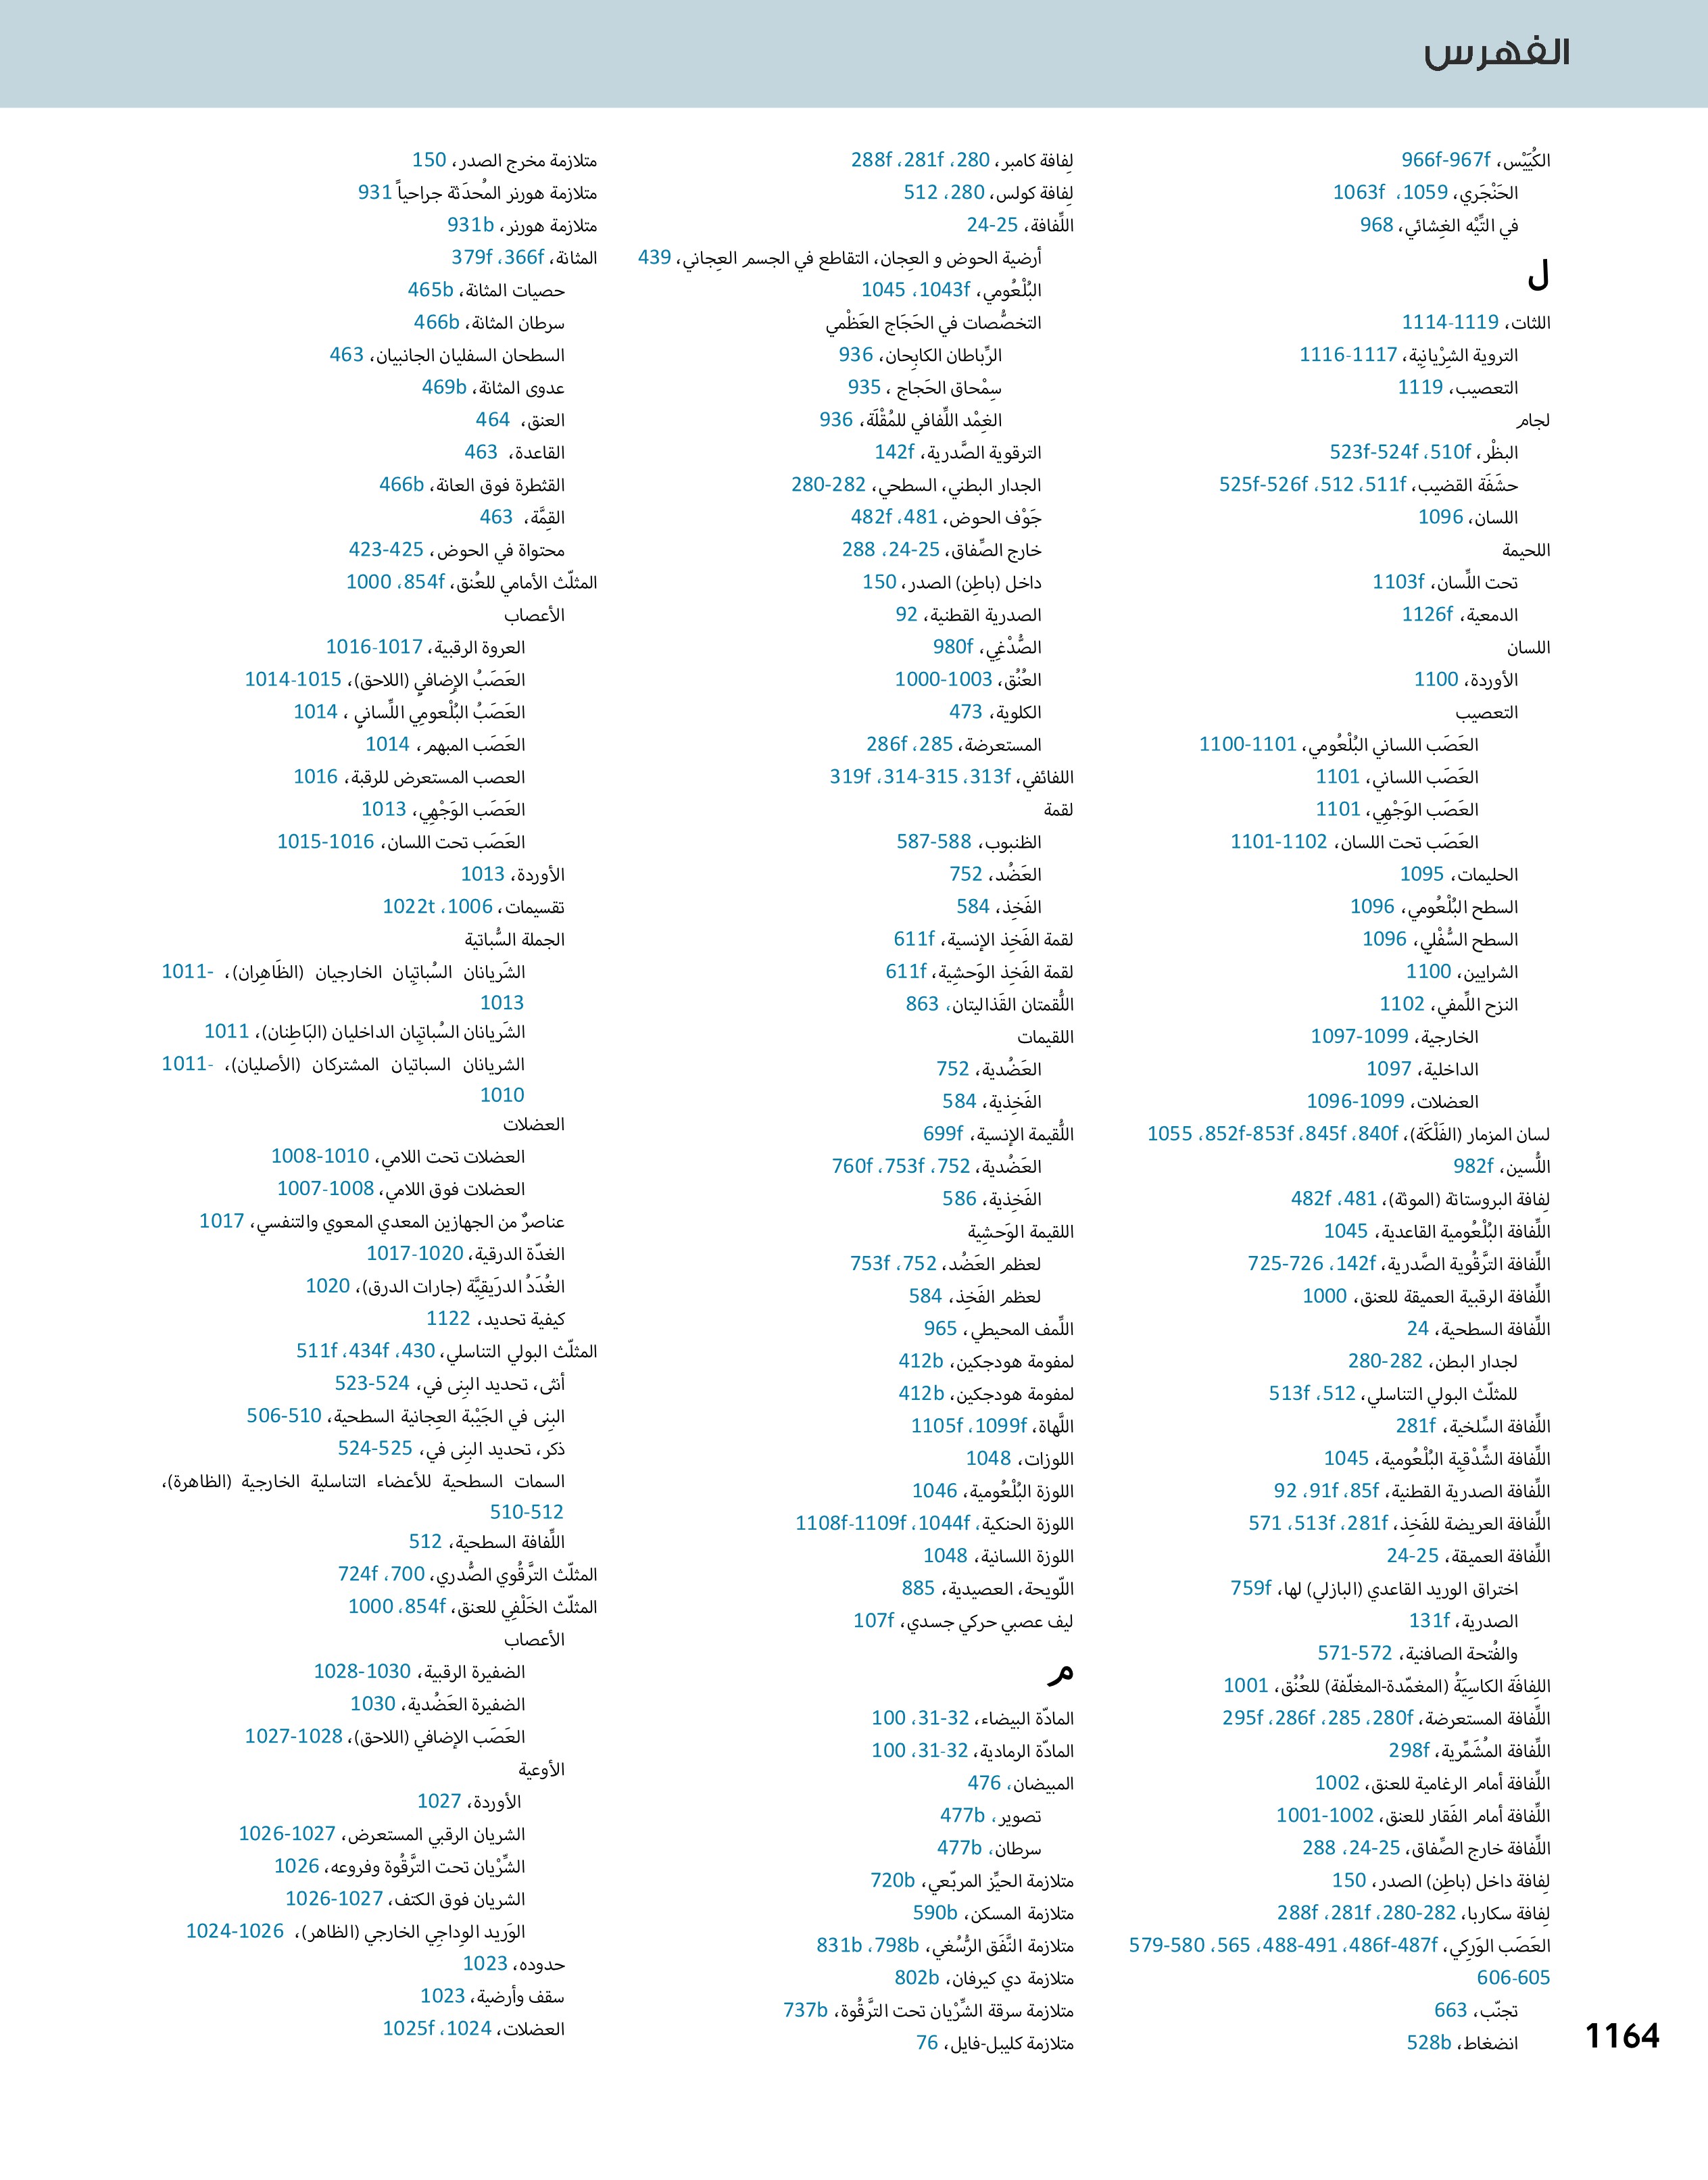 الفهرس
الكُيَيْس، 966f-967f
الحَنْجَري، 1059، 1063f
في التِّيْه الغِشائي، 968
ل
اللثات، 1114-1119
التروية الشِرْيانِية، 1116-1117
التعصيب، 1119
لجام
البظْر، 510f، 523f-524f
حشَفَة القضيب، 511f، 512، 525f-526f
اللسان، 1096
اللحيمة
تحت اللِّسان، 1103f
الدمعية، 1126f
اللسان
الأوردة، 1100
التعصيب
العَصَب اللساني البُلْعُومي، 1100-1101
العَصَب اللساني، 1101
العَصَب الوَجْهِي، 1101
العَصَب تحت اللسان، 1101-1102
الحليمات، 1095
السطح البُلْعُومي، 1096
السطح السُّفْلِي، 1096
الشرايين، 1100
النزح اللِّمفي، 1102
الخارجية، 1097-1099
الداخلية، 1097
العضلات، 1096-1099
لسان المزمار (الفَلْكَة)، 840f، 845f، 852f-853f، 1055
اللُّسين، 982f
لِفافة البروستاتة (الموثة)، 481، 482f
اللِّفافة البُلْعُومية القاعدية، 1045
اللِّفافة التَّرْقُوية الصَّدرية، 142f، 725-726
اللِّفافة الرقبية العميقة للعنق، 1000
اللِّفافة السطحية، 24
لجدار البطن، 280-282
للمثلّث البولي التناسلي، 512، 513f
اللِّفافة السِّلخية، 281f
اللِّفافة الشِّدْقِية البُلْعُومية، 1045
اللِّفافة الصدرية القطنية، 85f، 91f، 92
اللِّفافة العريضة للفَخِذ، 281f، 513f، 571
اللِّفافة العميقة، 24-25
اختراق الوريد القاعدي (البازلي) لها، 759f
الصدرية، 131f
والفُتحة الصافنية، 571-572
اللِفافَة الكاسِيَةُ (المغمّدة-المغلّفة) للعُنُق، 1001
اللِّفافة المستعرضة، 280f، 285، 286f، 295f
اللِّفافة المُشَمِّرية، 298f
اللِّفافة أمام الرغامية للعنق، 1002
اللِّفافة أمام الفَقار للعنق، 1001-1002
اللِّفافة خارج الصِّفاق، 24-25، 288
لِفافة داخل (باطِن) الصدر، 150
لِفافة سكاربا، 280-282، 281f، 288f
العَصَب الوَرِكي، 486f-487f، 488-491، 565، 579-580
606-605
تجنّب، 663
انضغاط، 528b
لِفافة كامبر، 280، 281f، 288f
لِفافة كولس، 280، 512
اللِّفافة، 24-25
أرضية الحوض و العِجان، التقاطع في الجسم العِجاني، 439
البُلْعُومي، 1043f، 1045
التخصُّصات في الحَجَاج العَظْمي
الرِّباطان الكابِحان، 936
سِمْحاق الحَجاج ، 935
الغِمْد اللِّفافي للمُقْلَة، 936
الترقوية الصَّدرية، 142f
الجدار البطني، السطحي، 280-282
جَوْف الحوض، 481، 482f
خارج الصِّفاق، 24-25، 288
داخل (باطِن) الصدر، 150
الصدرية القطنية، 92
الصُّدْغِي، 980f
العُنُق، 1000-1003
الكلوية، 473
المستعرضة، 285، 286f
اللفائفي، 313f، 314-315، 319f
لقمة
الظنبوب، 587-588
العَضُد، 752
الفَخِذ، 584
لقمة الفَخِذ الإنسية، 611f
لقمة الفَخِذ الوَحشِية، 611f
اللُّقمتان القَذاليتان، 863
اللقيمات
العَضُدية، 752
الفَخِذية، 584
اللُّقيمة الإنسية، 699f
العَضُدية، 752، 753f، 760f
الفَخِذية، 586
اللقيمة الوَحشِية
لعظم العَضُد، 752، 753f
لعظم الفَخِذ، 584
اللِّمف المحيطي، 965
لمفومة هودجكين، 412b
لمفومة هودجكين، 412b
اللَّهاة، 1099f، 1105f
اللوزات، 1048
اللوزة البُلْعُومية، 1046
اللوزة الحنكية، 1044f، 1108f-1109f
اللوزة اللسانية، 1048
اللّويحة، العصيدية، 885
ليف عصبي حركي جسدي، 107f
م
المادّة البيضاء، 31-32، 100
المادّة الرمادية، 31-32، 100
المبيضان، 476
تصوير، 477b
سرطان، 477b
متلازمة الحيِّز المربّعي، 720b
متلازمة المسكن، 590b
متلازمة النَّفَق الرُّسُغي، 798b، 831b
متلازمة دي كيرفان، 802b
متلازمة سرقة الشِّرْيان تحت التَّرقُوة، 737b
متلازمة كليبل-فايل، 76
متلازمة مخرج الصدر، 150
متلازمة هورنر المُحدَثة جراحياً 931
متلازمة هورنر، 931b
المثانة، 366f، 379f
حصيات المثانة، 465b
سرطان المثانة، 466b
السطحان السفليان الجانبيان، 463
عدوى المثانة، 469b
العنق، 464
القاعدة، 463
القثطرة فوق العانة، 466b
القِمَّة، 463
محتواة في الحوض، 423-425
المثلّث الأمامي للعُنق، 854f، 1000
الأعصاب
العروة الرقبية، 1016-1017
العَصَبُ الإضافي (اللاحق)، 1014-1015
العَصَبُ البُلْعومِي اللِّساني ، 1014
العَصَب المبهم، 1014
العصب المستعرض للرقبة، 1016
العَصَب الوَجْهِي، 1013
العَصَب تحت اللسان، 1015-1016
الأوردة، 1013
تقسيمات، 1006، 1022t
الجملة السُّباتية
الشَريانان السُباتِيان الخارجيان (الظَاهِران)، 1011-
1013
الشَريانان السُباتِيان الداخليان (البَاطِنان)، 1011
الشريانان السباتيان المشتركان (الأصليان)، 1011-
1010
العضلات
العضلات تحت اللامي، 1008-1010
العضلات فوق اللامي، 1007-1008
عناصرٌ من الجهازين المعدي المعوي والتنفسي، 1017
الغدّة الدرقية، 1017-1020
الغُدَدُ الدرَيقِيَّة (جارات الدرق)، 1020
كيفية تحديد، 1122
المثلّث البولي التناسلي، 430، 434f، 511f
أنثى، تحديد البِنى في، 523-524
البِنى في الجَيْبة العِجانية السطحية، 506-510
ذكر، تحديد البِنى في، 524-525
السمات السطحية للأعضاء التناسلية الخارجية (الظاهرة)،
510-512
اللِّفافة السطحية، 512
المثلّث التَّرقُوي الصُّدري، 700، 724f
المثلّث الخَلْفِي للعنق، 854f، 1000
الأعصاب
الضفيرة الرقبية، 1028-1030
الضفيرة العَضُدية، 1030
العَصَب الإضافي (اللاحق)، 1027-1028
الأوعية
الأوردة، 1027
الشريان الرقبي المستعرض، 1026-1027
الشِّرْيان تحت التَّرقُوة وفروعه، 1026
الشريان فوق الكتف، 1026-1027
الوَريد الوِداجِي الخارجي (الظاهر)، 1024-1026
حدوده، 1023
سقف وأرضية، 1023
العضلات، 1024، 1025f
1164